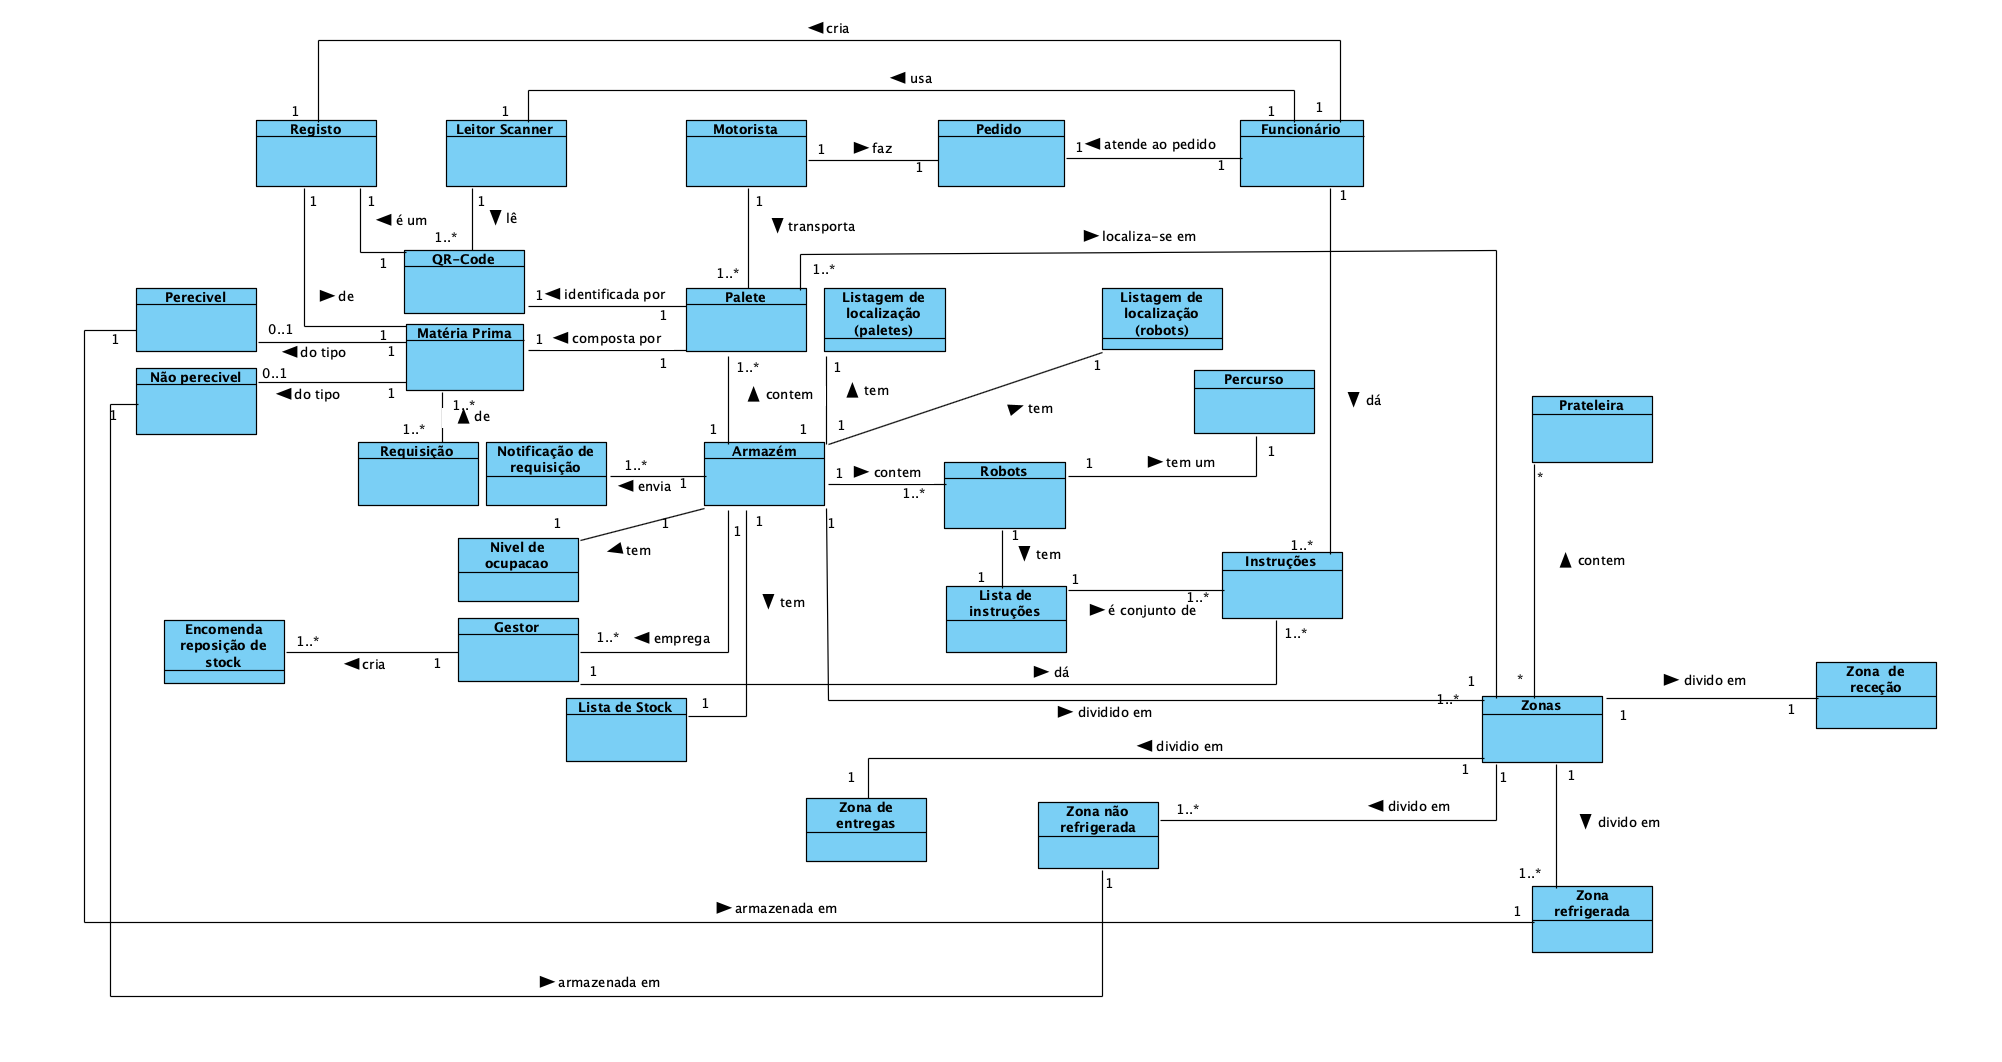 ◄ cria
◄ usa
1
1
1
1
Registo
Leitor Scanner
Motorista
Pedido
Funcionário
1
► faz
1
1
◄ atende ao pedido
1
1
1
◄ é um
1
▼ lê
1
▼ transporta
1
1..*
1
QR-Code
1..*
1..*
► localiza-se em
► de
1
◄ identificada por
1
Perecivel
Palete
Listagem de
localização
(paletes)
Listagem de
localização
(robots)
1
0..1
◄ do tipo
1
1
Matéria Prima
1
◄ composta por
1
Não perecivel
0..1
◄ do tipo
1
1
1..*
▲ contem
1
1
▲ tem
1
1
1
► tem
Percurso
▼ dá
Prateleira
1..*
▲ de
1..*
Requisição
Notificação de
requisição
1..*
◄ envia
1
Armazém
1
► contem
1..*
Robots
1
► tem um
1
*
1
1
◄ tem
1
1
1
Nivel de
ocupacao
1
▼ tem
1
1..*
Instruções
▲ contem
▼ tem
Lista de
instruções
1
► é conjunto de
1..*
Encomenda
reposição de
stock
1..*
◄ cria
1
Gestor
1..*
◄ emprega
1
► dá
1..*
Lista de Stock
1
► dividido em
1..*
1
*
Zonas
► divido em
1
1
Zona de
receção
◄ dividio em
1
1
Zona de
entregas
Zona não
refrigerada
1..*
◄ divido em
1
1
▼ divido em
1..*
1
Zona
refrigerada
► armazenada em
1
► armazenada em